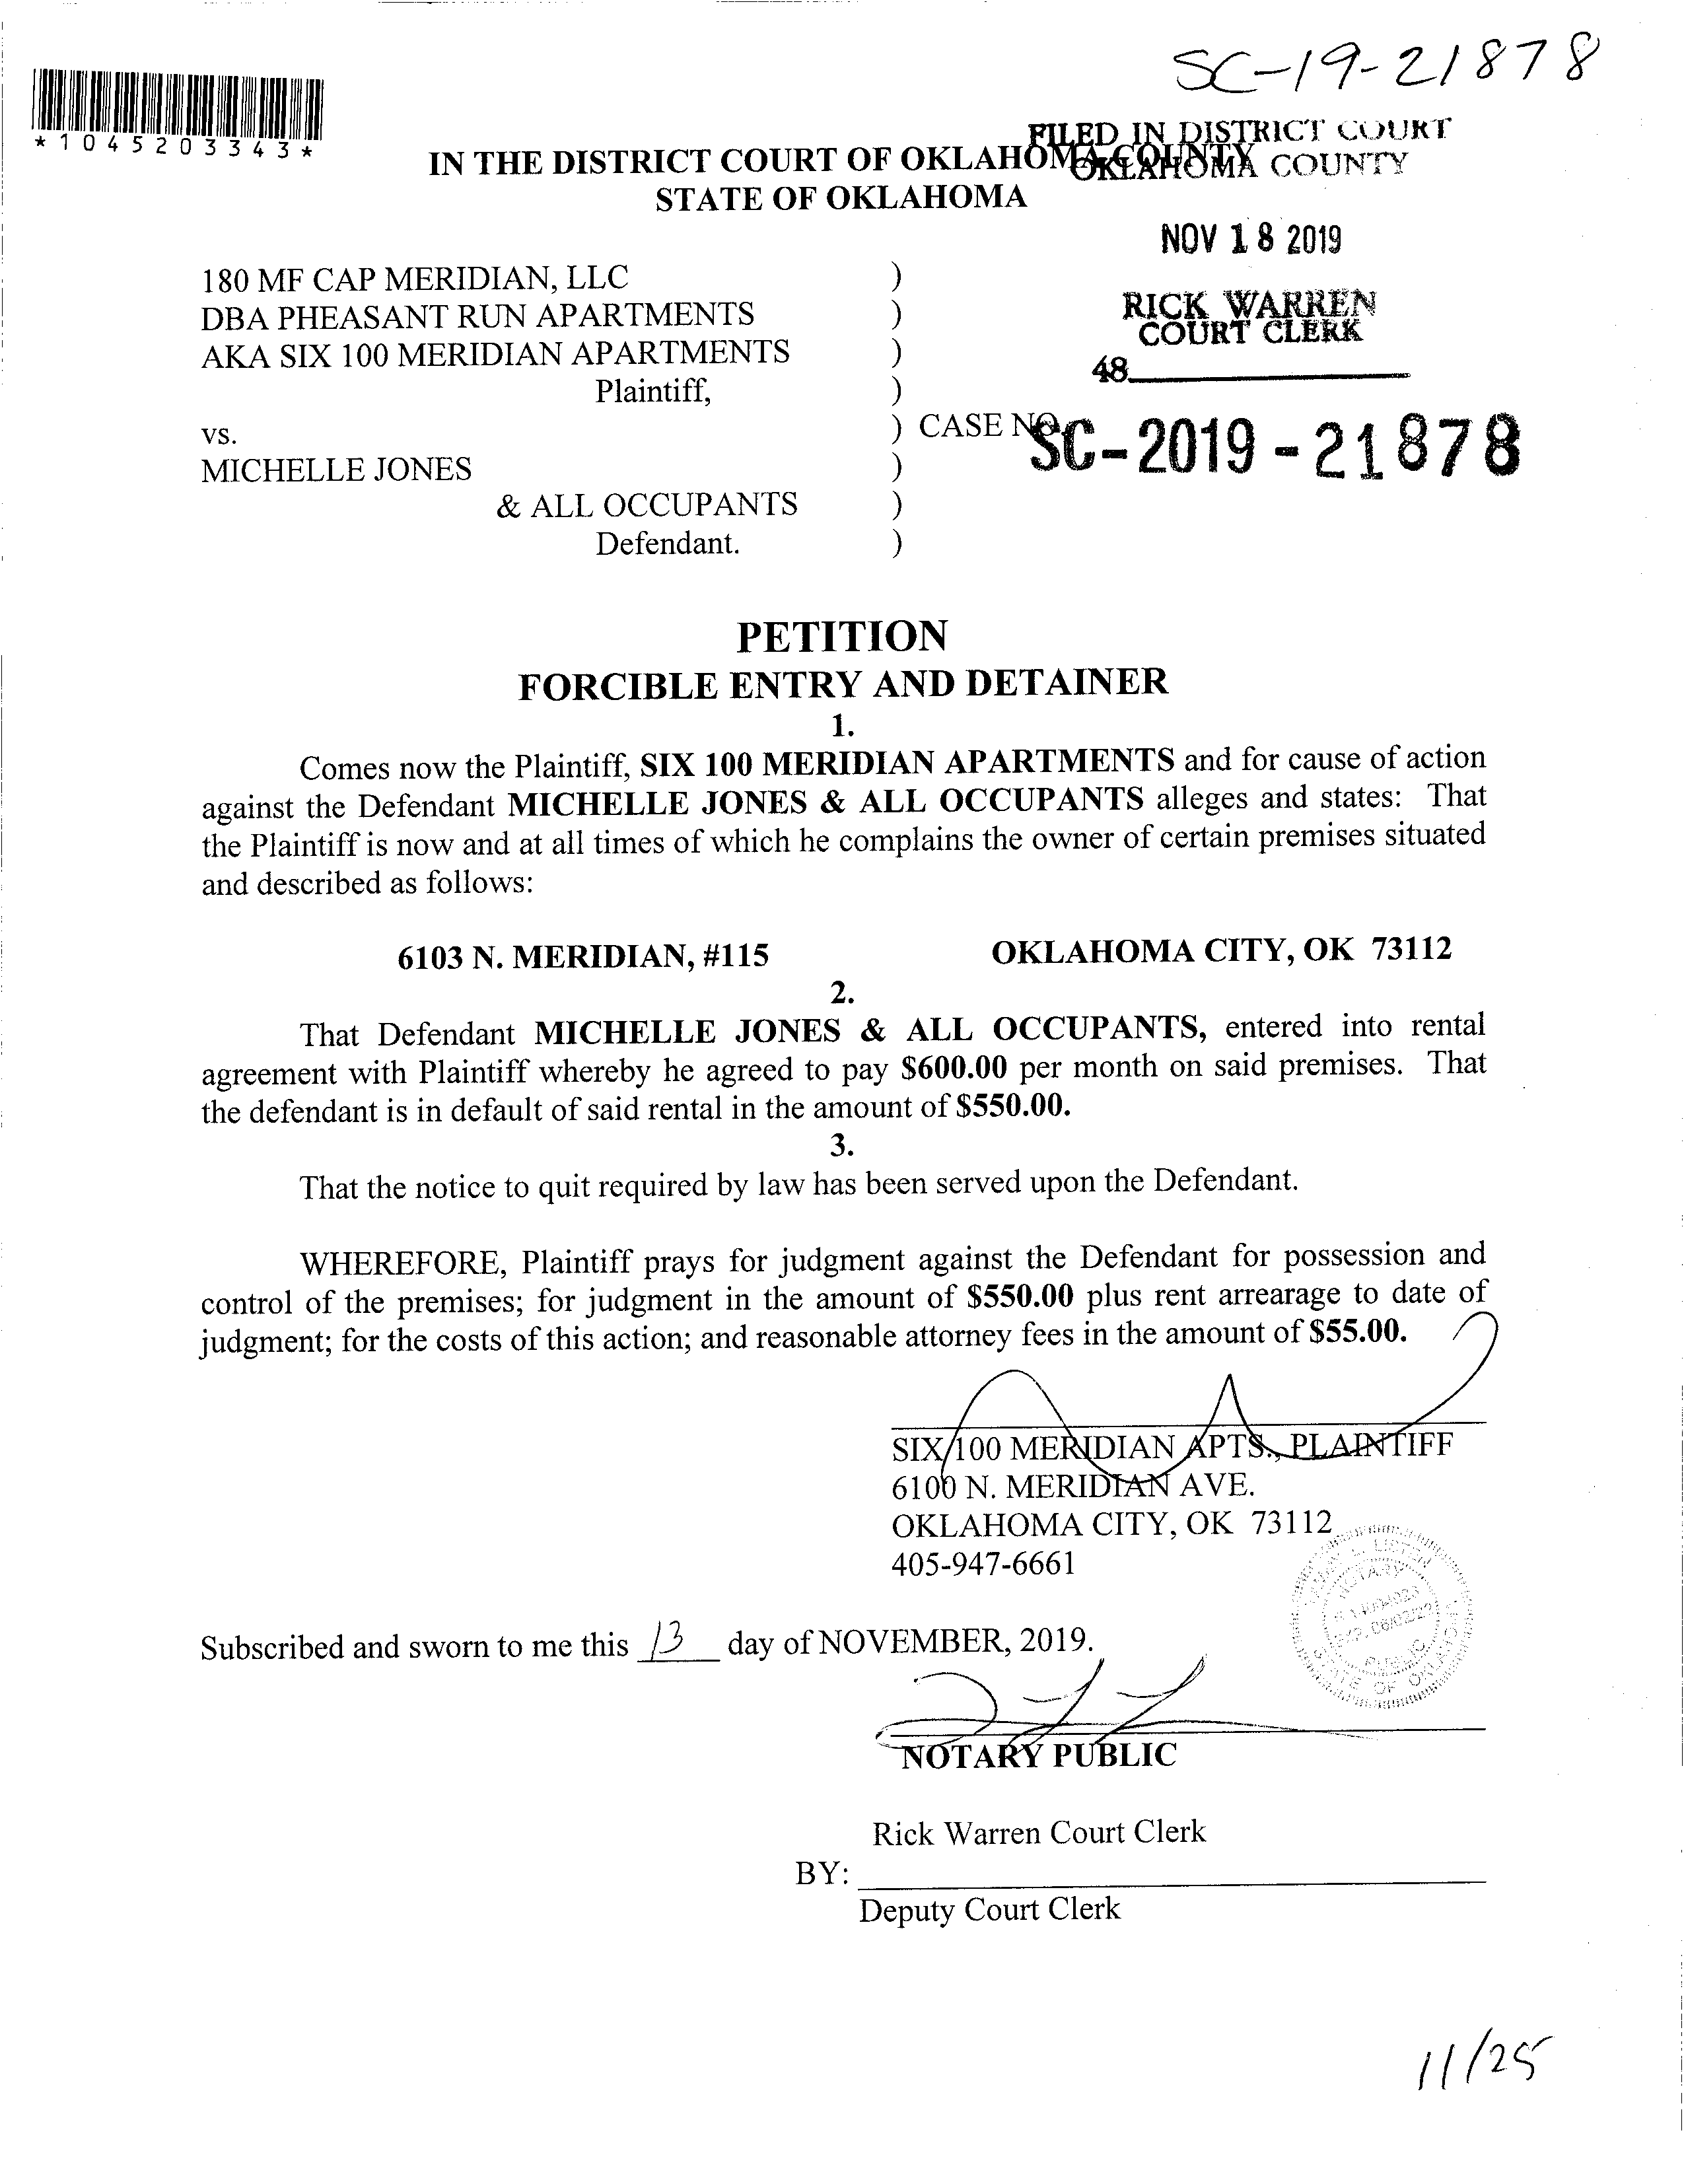 SC-19-21878
*1045203343*
FILED IN DISTRICT COURT
OKLAHOMA COUNTY
IN THE DISTRICT COURT OF OKLAHOMA COUNTY
STATE OF OKLAHOMA
NOV 18 2019
RICK WARREN
COURT CLERK
48
180 MF CAP MERIDIAN, LLC )
DBA PHEASANT RUN APARTMENTS )
AKA SIX 100 MERIDIAN APARTMENTS )
Plaintiff, )
vs. ) CASE NO. SC-2019-21878
MICHELLE JONES )
& ALL OCCUPANTS )
Defendant. )
PETITION
FORCIBLE ENTRY AND DETAINER
1.
Comes now the Plaintiff, SIX 100 MERIDIAN APARTMENTS and for cause of action
against the Defendant MICHELLE JONES & ALL OCCUPANTS alleges and states: That
the Plaintiff is now and at all times of which he complains the owner of certain premises situated
and described as follows:
6103 N. MERIDIAN, #115 OKLAHOMA CITY, OK 73112
2.
That Defendant MICHELLE JONES & ALL OCCUPANTS, entered into rental
agreement with Plaintiff whereby he agreed to pay $600.00 per month on said premises. That
the defendant is in default of said rental in the amount of $550.00.
3.
That the notice to quit required by law has been served upon the Defendant.
WHEREFORE, Plaintiff prays for judgment against the Defendant for possession and
control of the premises; for judgment in the amount of $550.00 plus rent arrearage to date of
judgment; for the costs of this action; and reasonable attorney fees in the amount of $55.00.
SIX 100 MERIDIAN APTS., PLAINTIFF
6100 N. MERIDIAN AVE.
OKLAHOMA CITY, OK 73112
405-947-6661
NOTARY
PUBLIC
STATE OF OKLAHOMA
Subscribed and sworn to me this 13 day of NOVEMBER, 2019.
NOTARY PUBLIC
Rick Warren Court Clerk
BY:
Deputy Court Clerk
11/25